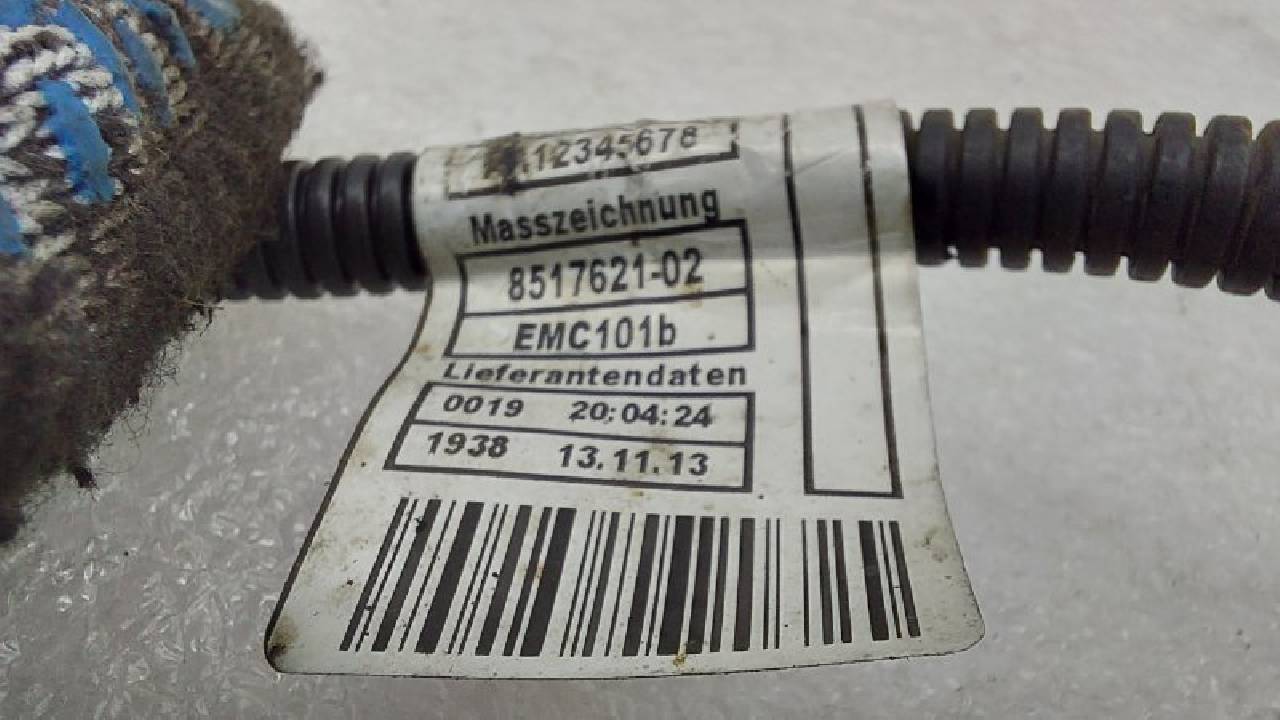 12345678
Masszeichnung
8517621-02
EMC101b
Lieferantendaten
0019 20:04:24
1938 13.11.13